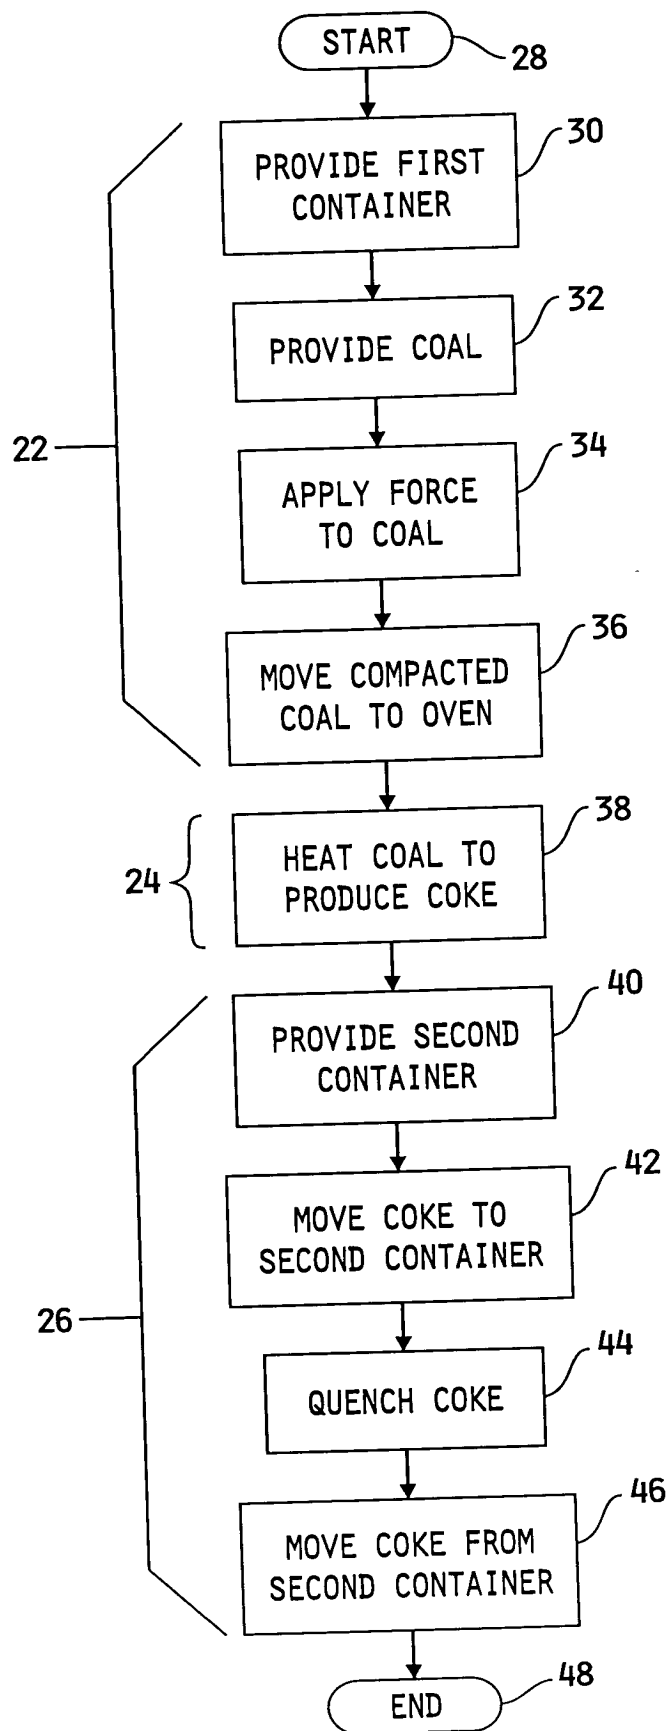 START
28
PROVIDE FIRST
CONTAINER
30
PROVIDE COAL
32
22
APPLY FORCE
TO COAL
34
MOVE COMPACTED
COAL TO OVEN
36
24
HEAT COAL TO
PRODUCE COKE
38
PROVIDE SECOND
CONTAINER
40
MOVE COKE TO
SECOND CONTAINER
42
26
QUENCH COKE
44
MOVE COKE FROM
SECOND CONTAINER
46
END
48